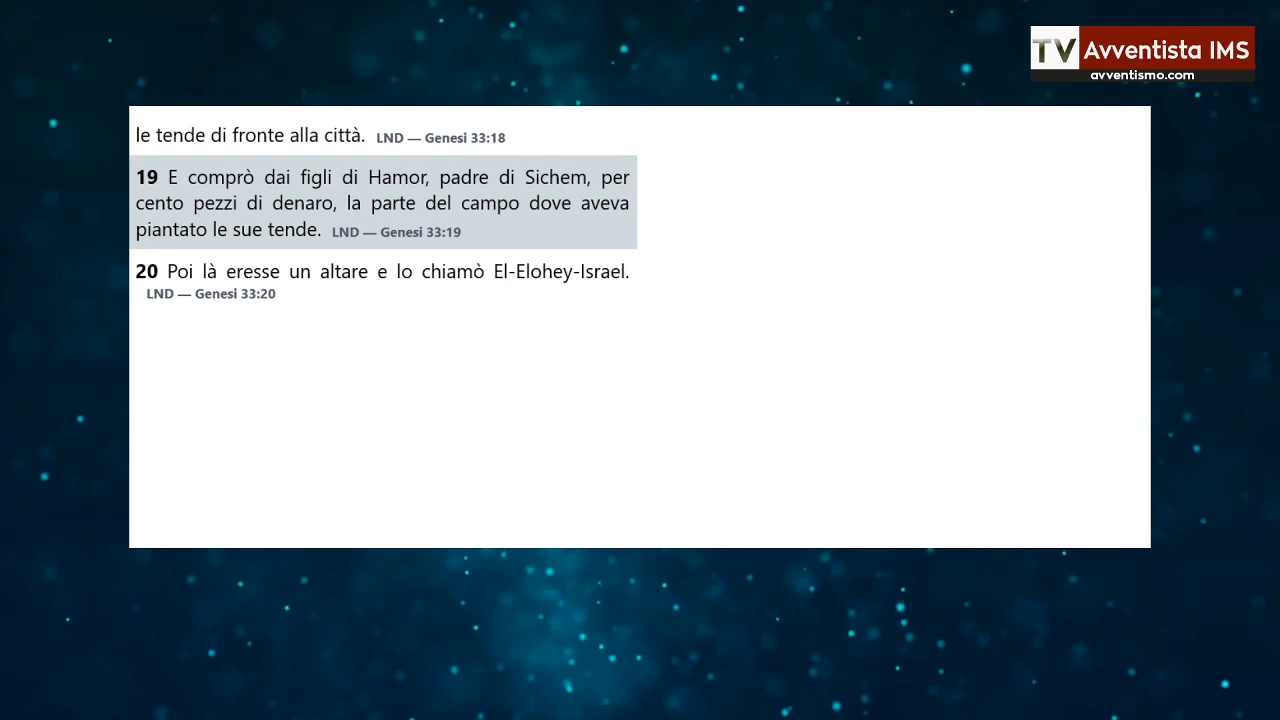 TV Avventista IMS
avventismo.com
le tende di fronte alla città. LND — Genesi 33:18
19 E comprò dai figli di Hamor, padre di Sichem, per
cento pezzi di denaro, la parte del campo dove aveva
piantato le sue tende. LND — Genesi 33:19
20 Poi là eresse un altare e lo chiamò El-Elohey-Israel.
LND — Genesi 33:20